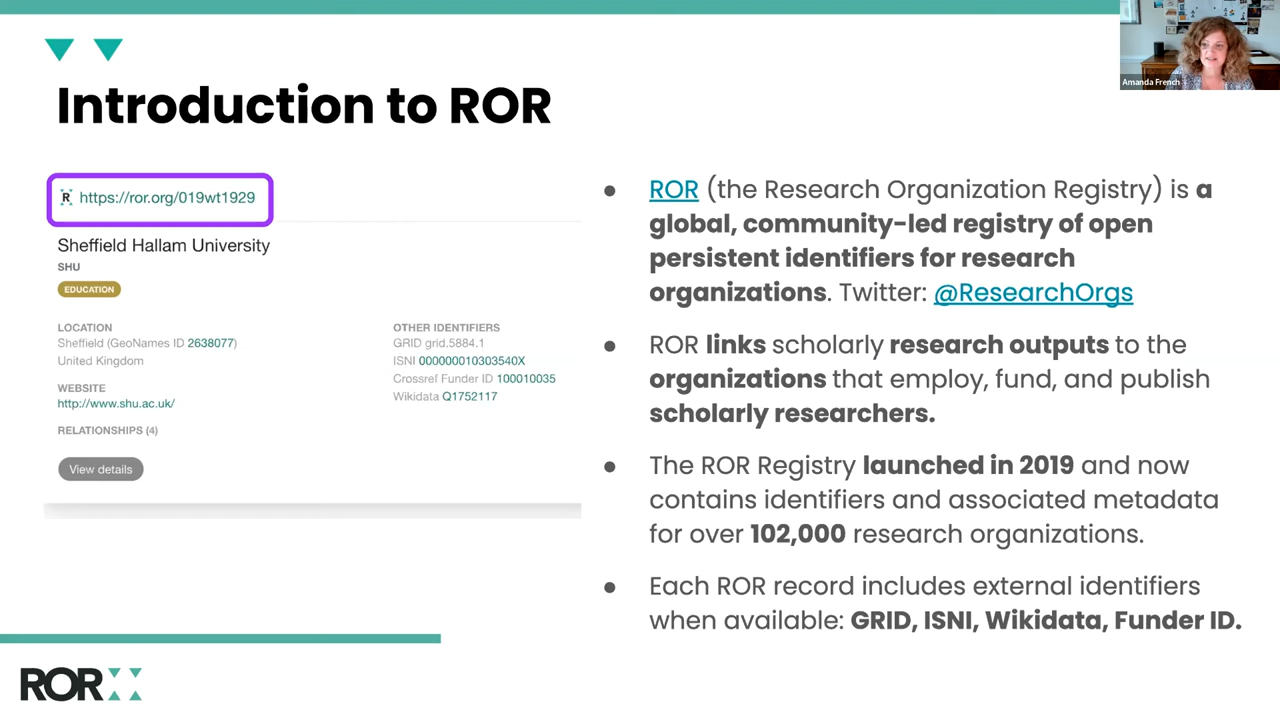 Amanda French
Introduction to ROR
R https://ror.org/019wt1929
Sheffield Hallam University
SHU
EDUCATION
LOCATION
Sheffield (GeoNames ID 2638077)
United Kingdom
WEBSITE
http://www.shu.ac.uk/
RELATIONSHIPS (4)
View details
OTHER IDENTIFIERS
GRID grid.5884.1
ISNI 000000010303540X
Crossref Funder ID 100010035
Wikidata Q1752117
● ROR (the Research Organization Registry) is a
global, community-led registry of open
persistent identifiers for research
organizations. Twitter: @ResearchOrgs
● ROR links scholarly research outputs to the
organizations that employ, fund, and publish
scholarly researchers.
● The ROR Registry launched in 2019 and now
contains identifiers and associated metadata
for over 102,000 research organizations.
● Each ROR record includes external identifiers
when available: GRID, ISNI, Wikidata, Funder ID.
ROR